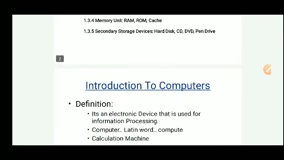 1.3.4 Memory Unit: RAM, ROM, Cache
1.3.5 Secondary Storage Devices: Hard Disk, CD, DVD, Pen Drive
Introduction To Computers
• Definition:
• Its an electronic Device that is used for
information Processing.
• Computer.. Latin word.. compute
• Calculation Machine